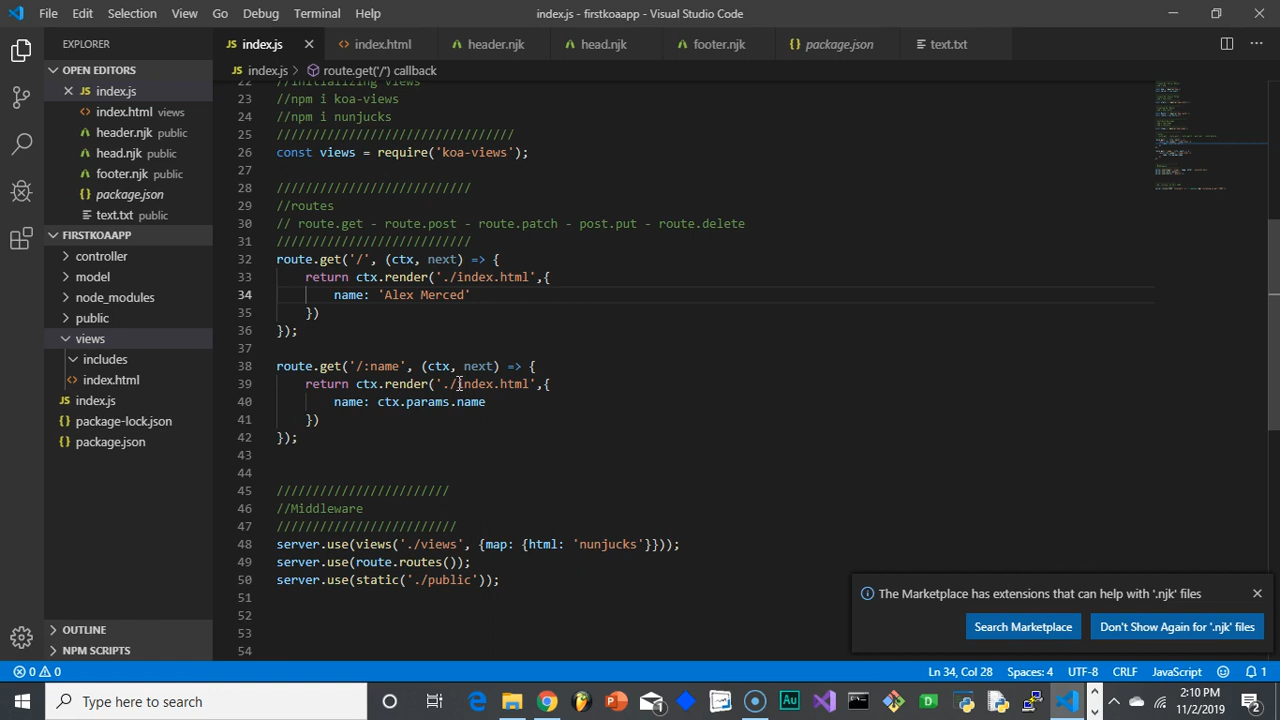 File Edit Selection View Go Debug Terminal Help
index.js - firstkoaapp - Visual Studio Code
EXPLORER
index.js
index.html
header.njk
head.njk
footer.njk
package.json
text.txt
index.js > route.get('/') callback
OPEN EDITORS
index.js
index.html views
header.njk public
head.njk public
footer.njk public
package.json
text.txt public
FIRSTKOAAPP
controller
model
node_modules
public
views
includes
index.html
index.js
package-lock.json
package.json
OUTLINE
NPM SCRIPTS
22 //initializing views
23 //npm i koa-views
24 //npm i nunjucks
25 /////////////////////////////////
26 const views = require('koa-views');
27
28 ///////////////////////////
29 //routes
30 // route.get - route.post - route.patch - post.put - route.delete
31 ///////////////////////////
32 route.get('/', (ctx, next) => {
33 return ctx.render('./index.html',{
34 name: 'Alex Merced'
35 })
36 });
37
38 route.get('/:name', (ctx, next) => {
39 return ctx.render('./index.html',{
40 name: ctx.params.name
41 })
42 });
43
44
45 ////////////////////////
46 //Middleware
47 /////////////////////////
48 server.use(views('./views', {map: {html: 'nunjucks'}}));
49 server.use(route.routes());
50 server.use(static('./public'));
51
52
53
54
The Marketplace has extensions that can help with '.njk' files
Search Marketplace
Don't Show Again for '.njk' files
0 0
Ln 34, Col 28
Spaces: 4
UTF-8
CRLF
JavaScript
1
Type here to search
2:10 PM
11/2/2019